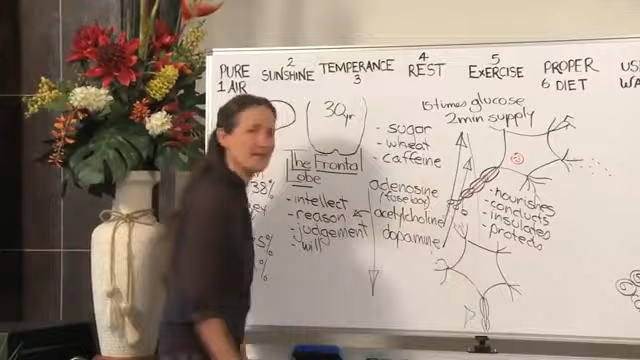 PURE
1 AIR
2
SUNSHINE
TEMPERANCE
3
4
REST
5
EXERCISE
PROPER
6 DIET
30yr
The Frontal
Lobe
- intellect
- reason
- judgement
- will
38%
- sugar
- wheat
- caffeine
adenosine
(fuse box)
acetylcholine
dopamine
15 times glucose
2 min supply
- nourishes
- conducts
- insulates
- protects